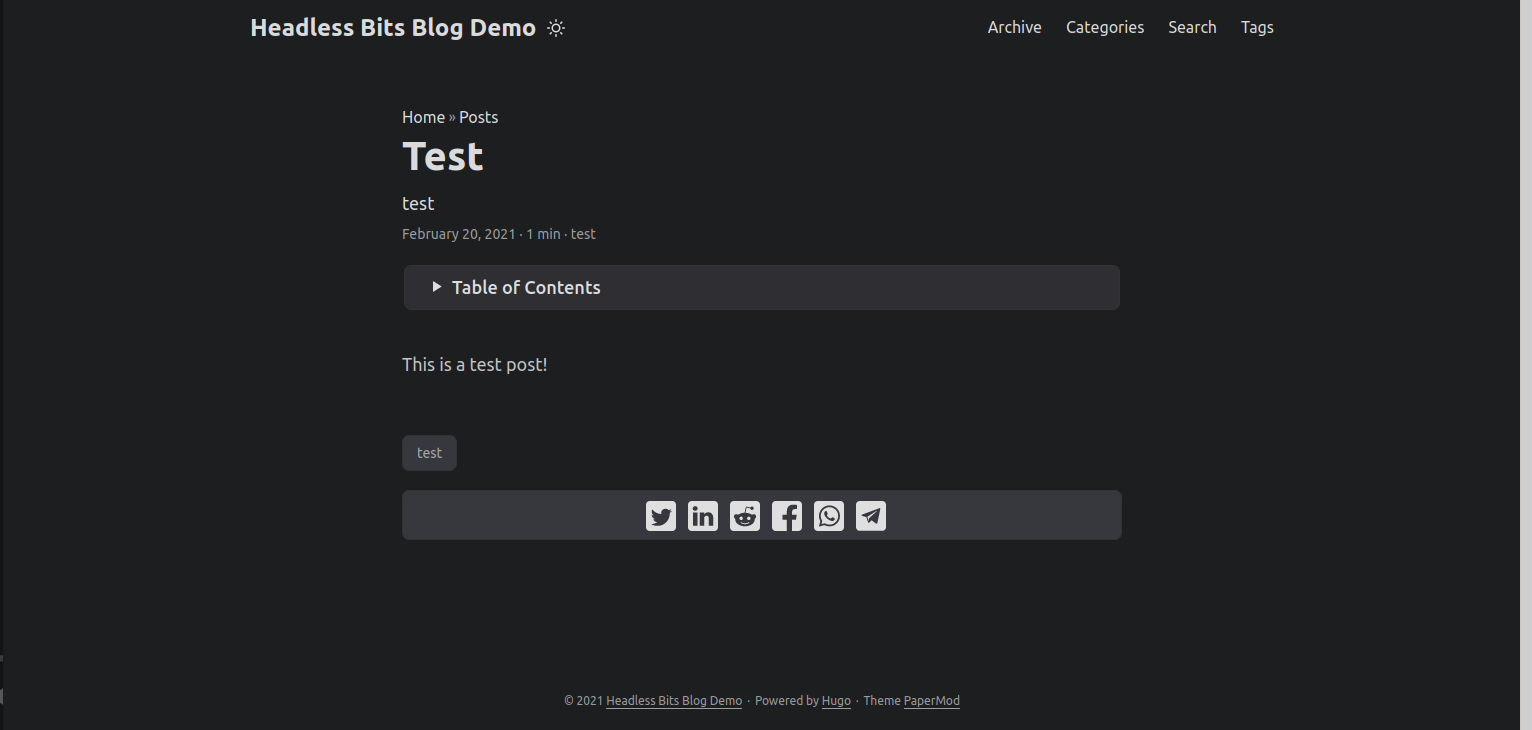 Headless Bits Blog Demo Archive Categories Search Tags
Home » Posts
Test
test
February 20, 2021 · 1 min · test
Table of Contents
This is a test post!
test
© 2021 Headless Bits Blog Demo · Powered by Hugo · Theme PaperMod